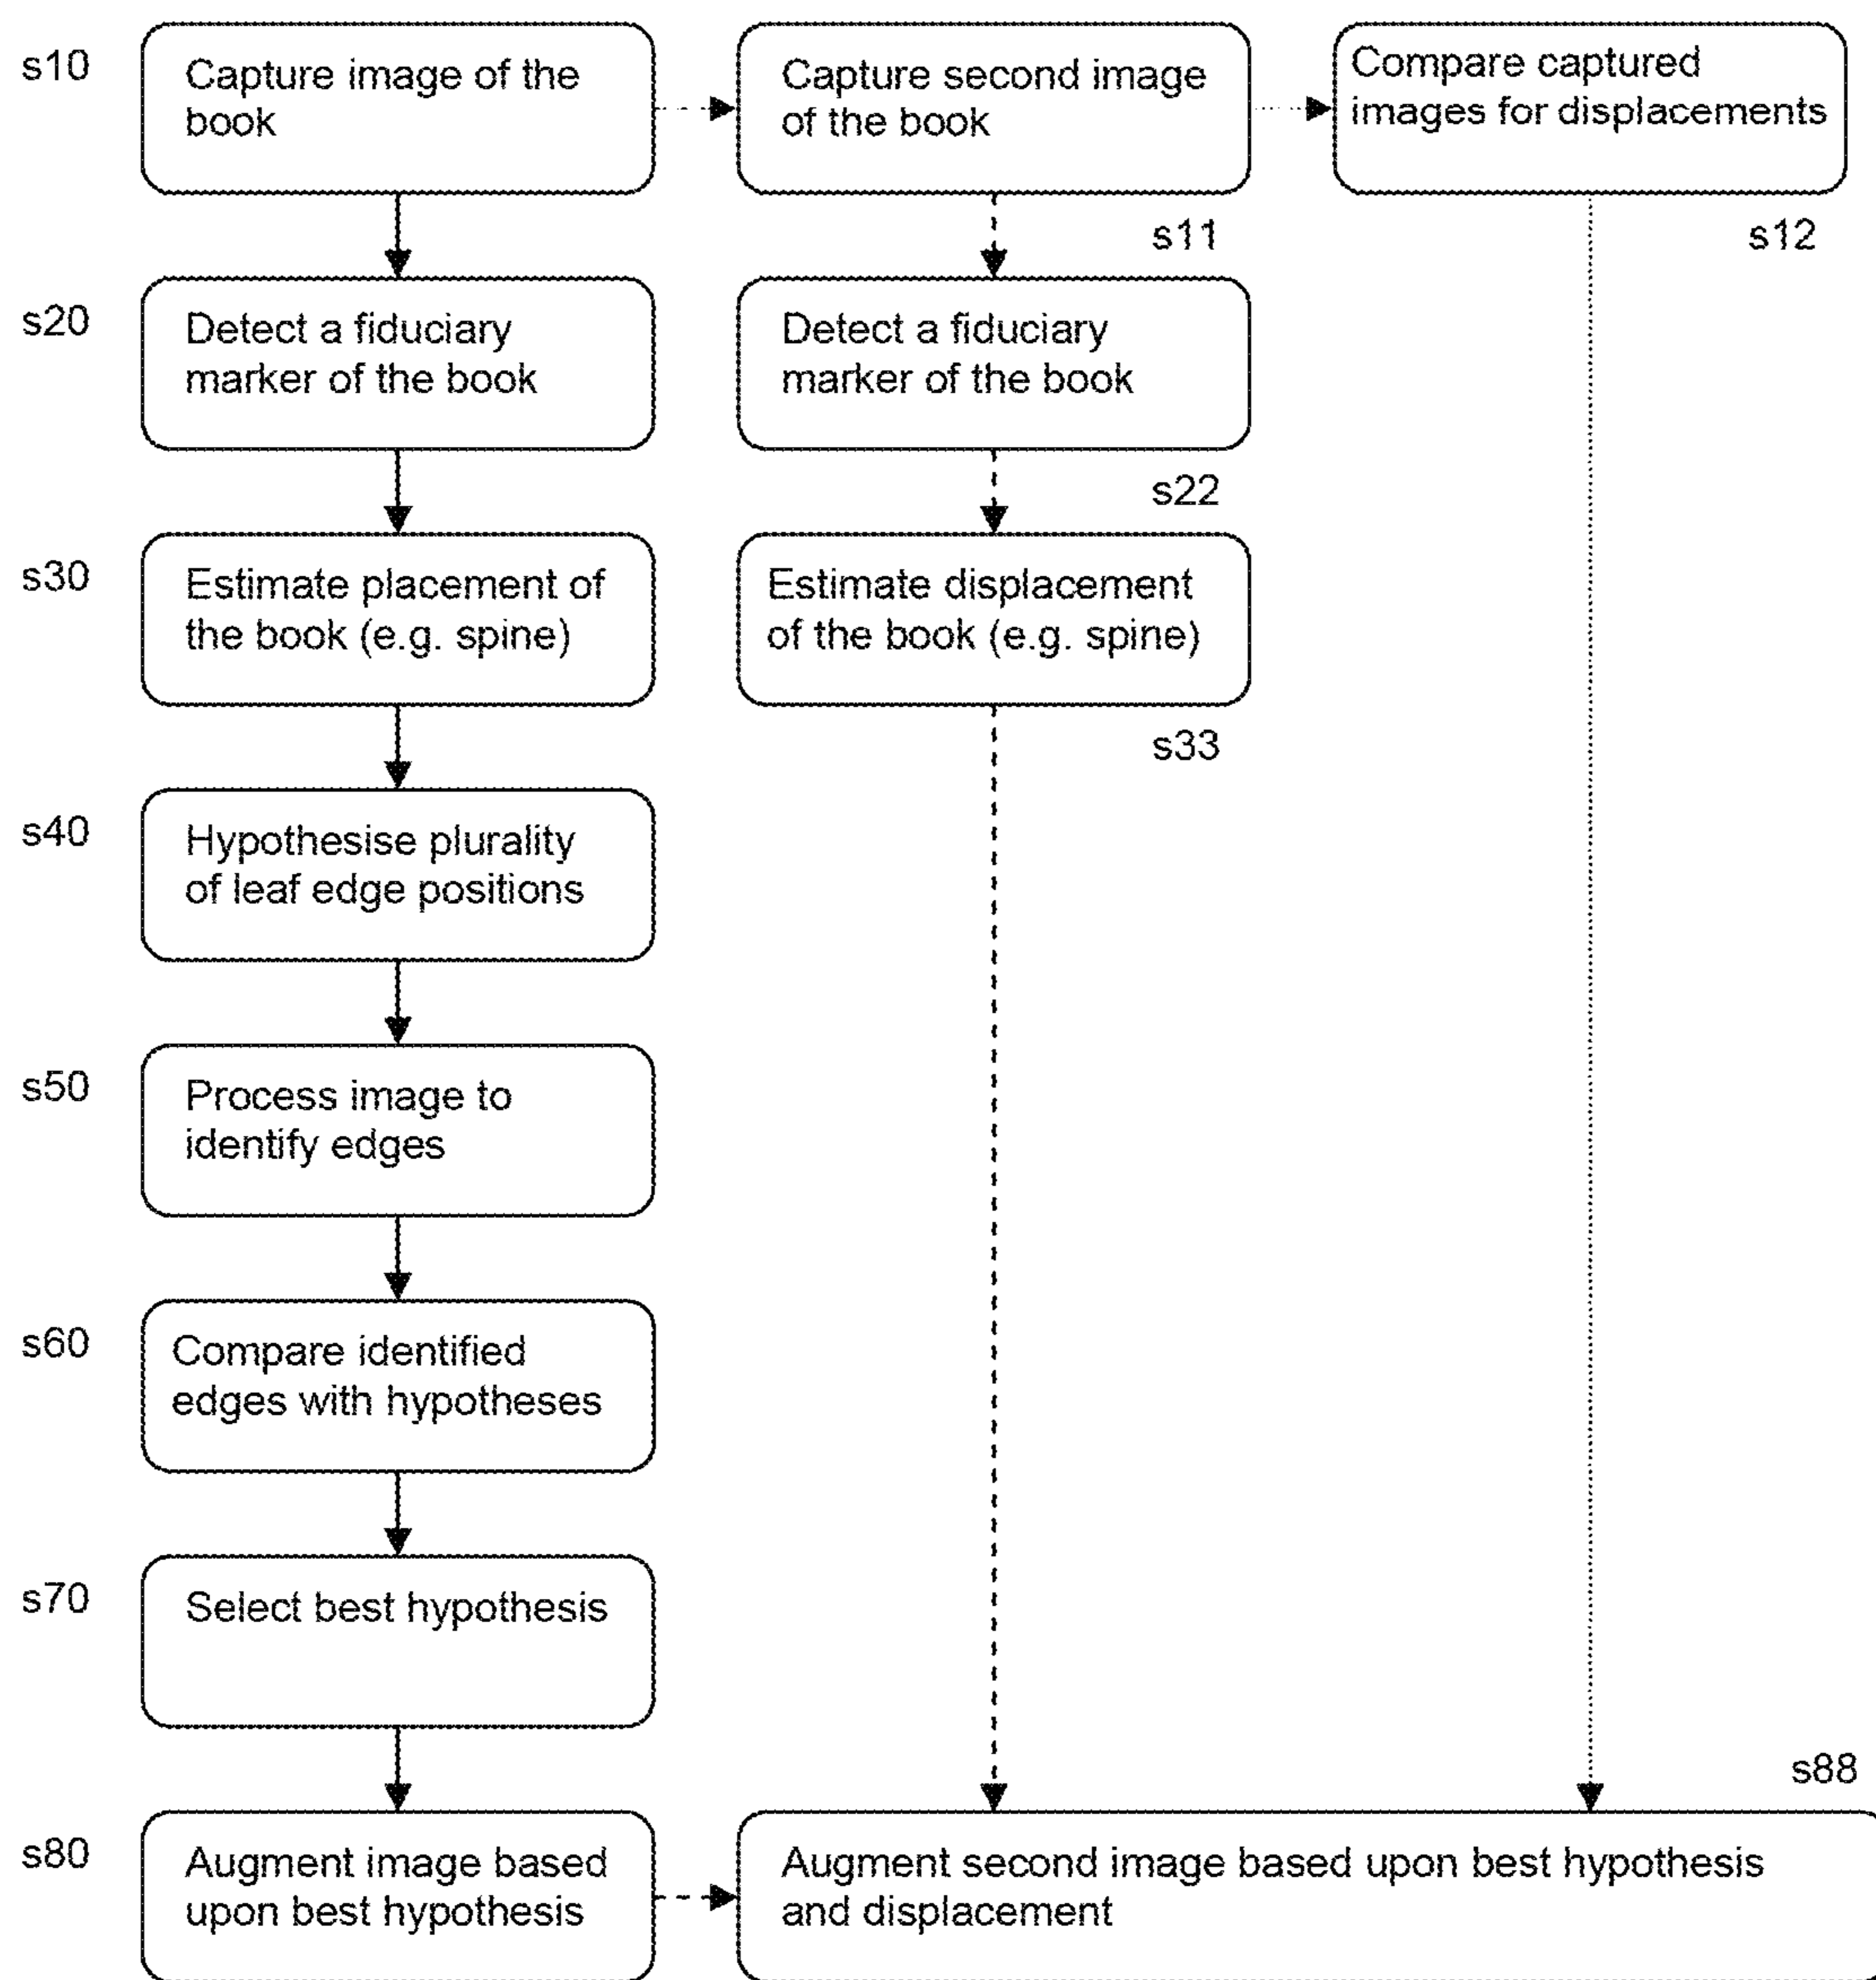 s10
Capture image of the
book
Capture second image
of the book
Compare captured
images for displacements
s11
s12
s20
Detect a fiduciary
marker of the book
Detect a fiduciary
marker of the book
s22
s30
Estimate placement of
the book (e.g. spine)
Estimate displacement
of the book (e.g. spine)
s33
s40
Hypothesise plurality
of leaf edge positions
s50
Process image to
identify edges
s60
Compare identified
edges with hypotheses
s70
Select best hypothesis
s88
s80
Augment image based
upon best hypothesis
Augment second image based upon best hypothesis
and displacement